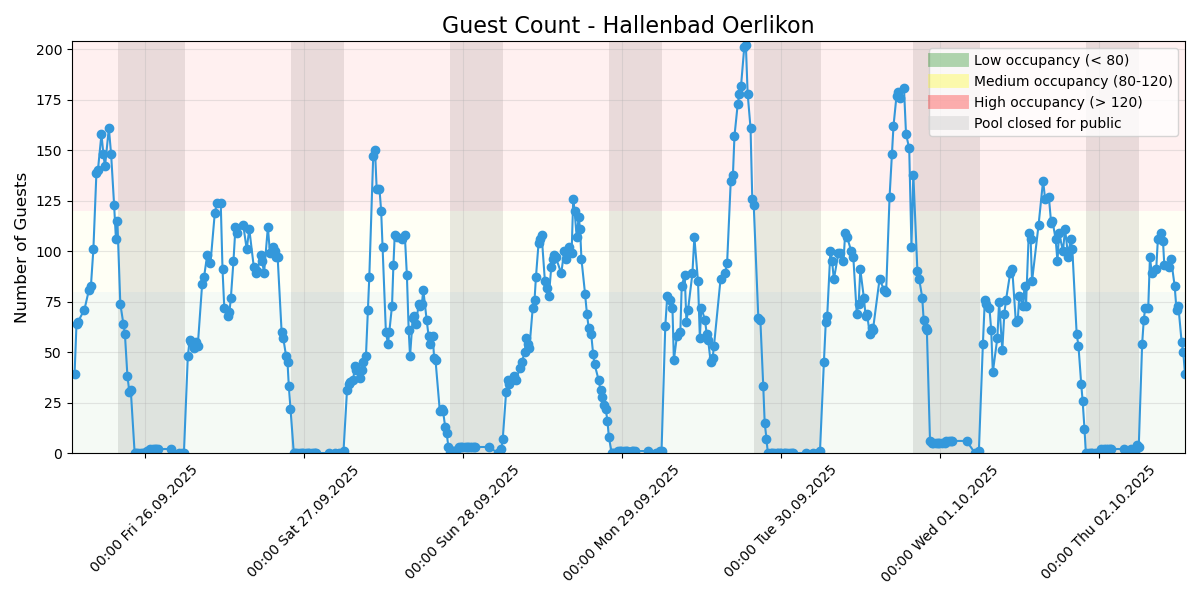 Guest Count - Hallenbad Oerlikon
Number of Guests
200
175
150
125
100
75
50
25
0
Low occupancy (< 80)
Medium occupancy (80-120)
High occupancy (> 120)
Pool closed for public
00:00 Fri 26.09.2025
00:00 Sat 27.09.2025
00:00 Sun 28.09.2025
00:00 Mon 29.09.2025
00:00 Tue 30.09.2025
00:00 Wed 01.10.2025
00:00 Thu 02.10.2025